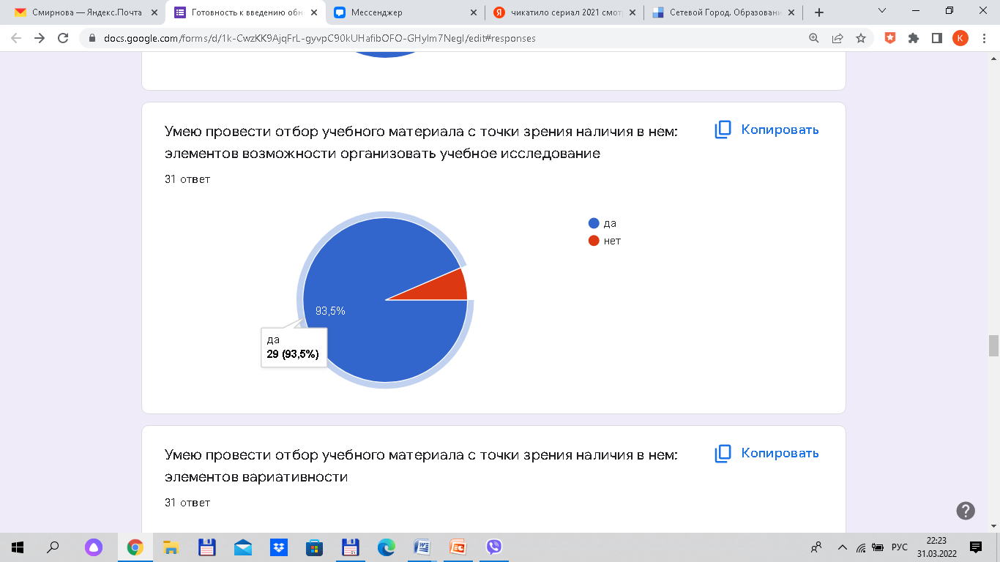 Смирнова — Яндекс.Почта
Готовность к введению обн
Мессенджер
чикатило сериал 2021 смот
Сетевой Город. Образовани
docs.google.com/forms/d/1k-CwzKK9AjqFrL-gyvpC90kUHafibOFO-GHylm7NegI/edit#responses
К
Умею провести отбор учебного материала с точки зрения наличия в нем:
элементов возможности организовать учебное исследование
Копировать
31 ответ
да
нет
93,5%
да
29 (93,5%)
Умею провести отбор учебного материала с точки зрения наличия в нем:
элементов вариативности
Копировать
31 ответ
РУС
22:23
31.03.2022